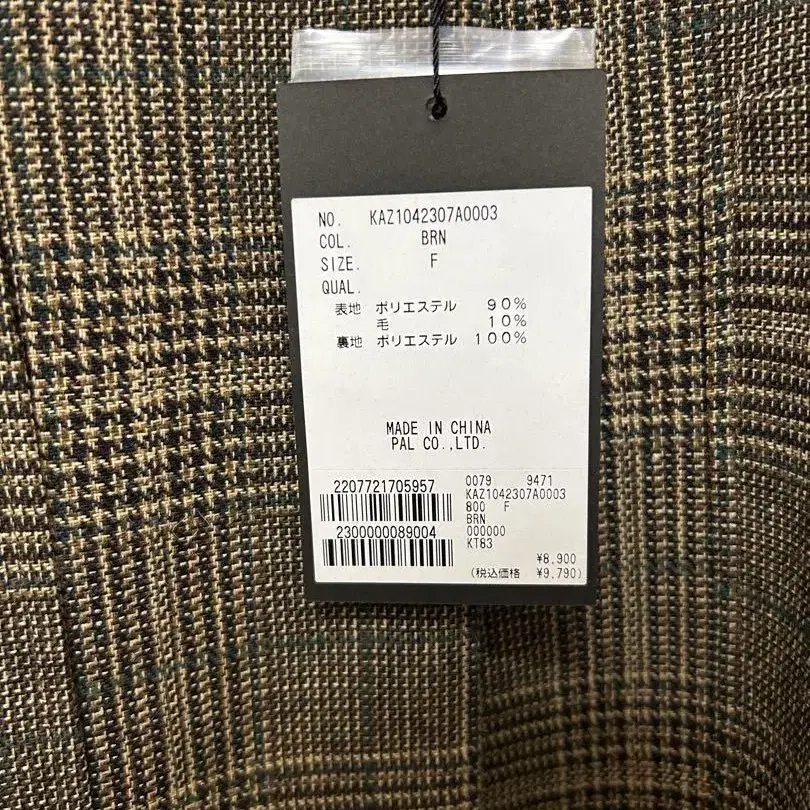 NO. KAZ1042307A0003
COL. BRN
SIZE. F
QUAL.
表地 ポリエステル 90%
毛 10%
裏地 ポリエステル 100%
MADE IN CHINA
PAL CO.,LTD.
2207721705957
2300000089004
0079 9471
KAZ1042307A0003
800 F
BRN
000000
KT83
¥8,900
(税込価格 ¥9,790)